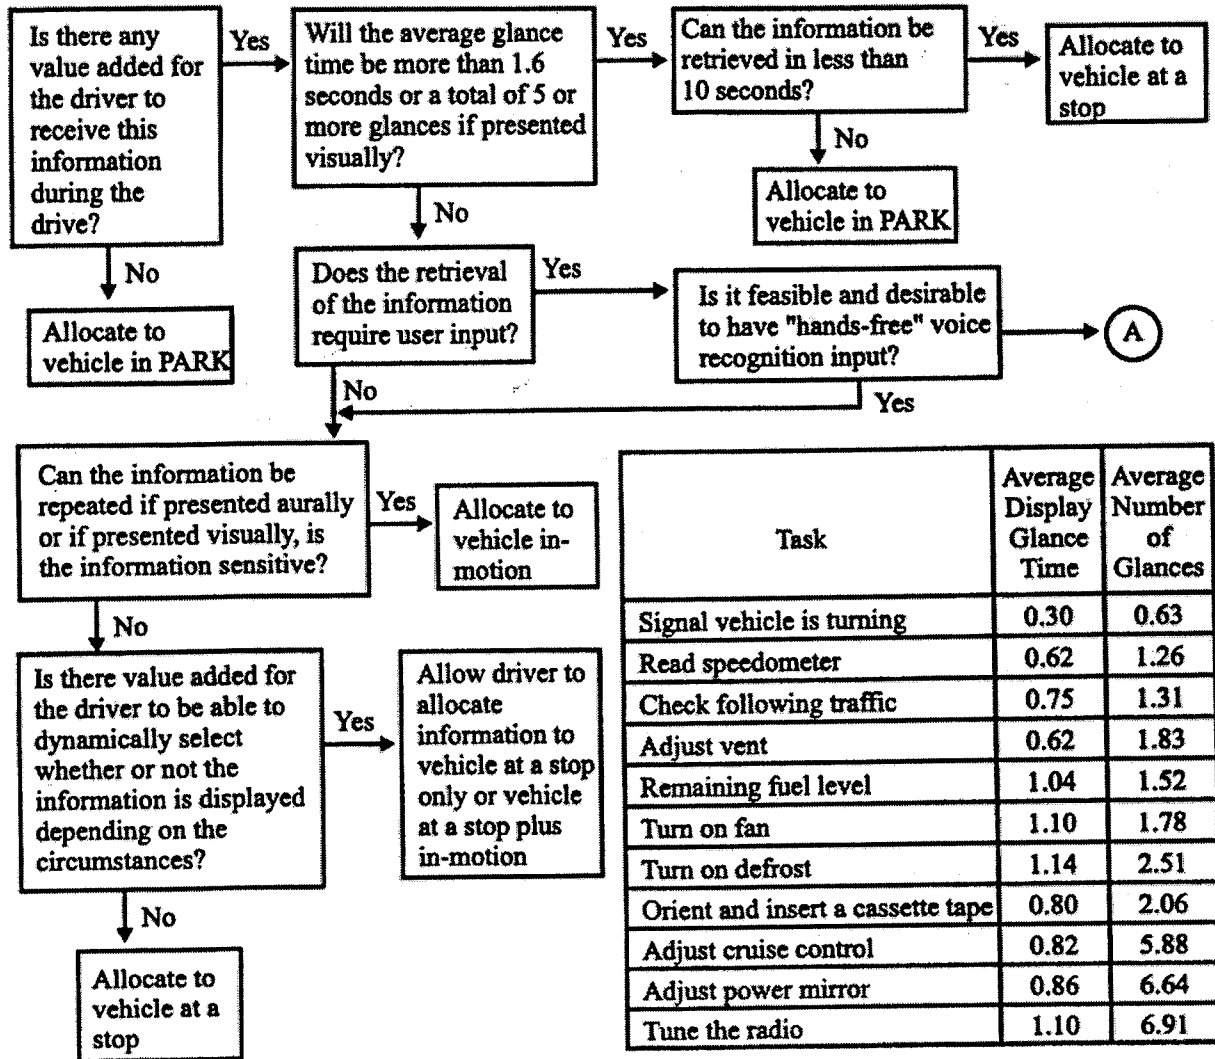 Is there any
value added for
the driver to
receive this
information
during the
drive?
Yes
Will the average glance
time be more than 1.6
seconds or a total of 5 or
more glances if presented
visually?
Yes
Can the information be
retrieved in less than
10 seconds?
Yes
Allocate to
vehicle at a
stop
No
Allocate to
vehicle in PARK
No
No
Allocate to
vehicle in PARK
Does the retrieval
of the information
require user input?
Yes
Is it feasible and desirable
to have "hands-free" voice
recognition input?
A
No
Yes
Can the information be
repeated if presented aurally
or if presented visually, is
the information sensitive?
Yes
Allocate to
vehicle in-
motion
No
Is there value added for
the driver to be able to
dynamically select
whether or not the
information is displayed
depending on the
circumstances?
Yes
Allow driver to
allocate
information to
vehicle at a stop
only or vehicle
at a stop plus
in-motion
No
Allocate to
vehicle at a
stop
Task
Average
Display
Glance
Time
Average
Number
of
Glances
Signal vehicle is turning 0.30 0.63
Read speedometer 0.62 1.26
Check following traffic 0.75 1.31
Adjust vent 0.62 1.83
Remaining fuel level 1.04 1.52
Turn on fan 1.10 1.78
Turn on defrost 1.14 2.51
Orient and insert a cassette tape 0.80 2.06
Adjust cruise control 0.82 5.88
Adjust power mirror 0.86 6.64
Tune the radio 1.10 6.91